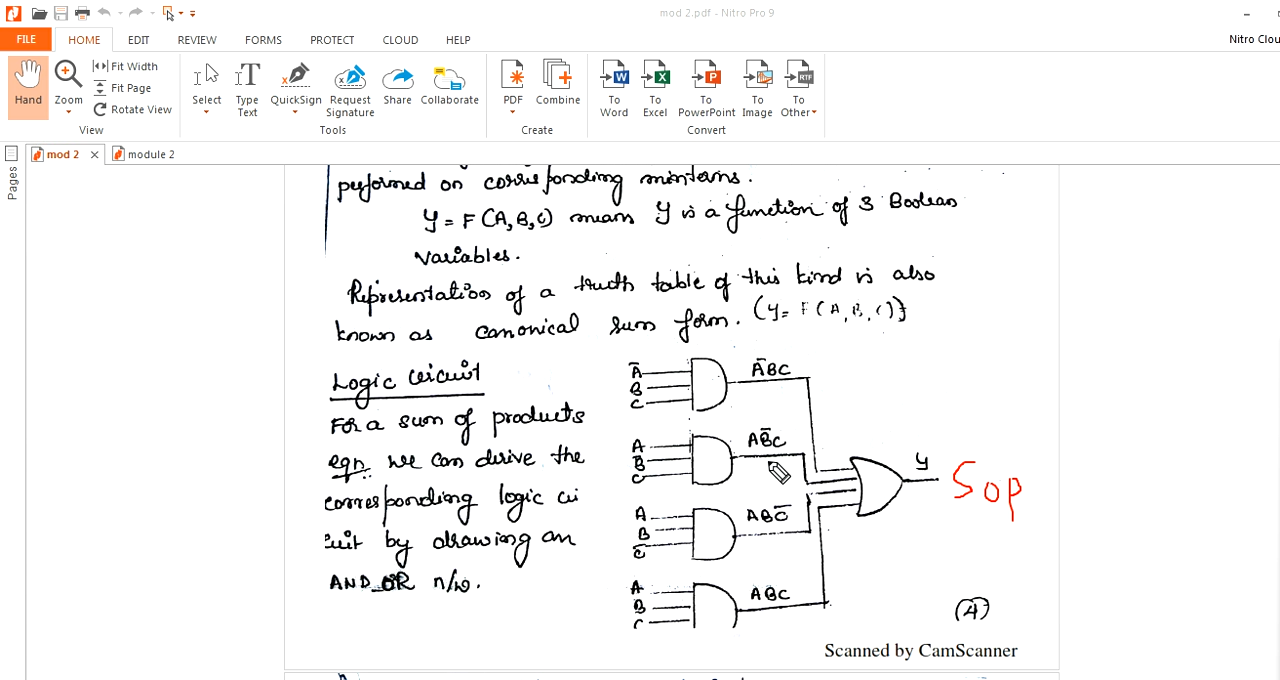 mod 2.pdf - Nitro Pro 9
FILE HOME EDIT REVIEW FORMS PROTECT CLOUD HELP
Nitro Clou
Hand
Zoom
Fit Width
Fit Page
Rotate View
View
Select
Type Text
QuickSign
Request Signature
Share
Collaborate
Tools
PDF
Combine
Create
To Word
To Excel
To PowerPoint
To Image
To Other
Convert
Pages
mod 2
module 2
performed on corresponding minterms.
Y = F (A, B, C) means Y is a function of 3 Boolean
variables.
Representation of a truth table of this kind is also
known as canonical sum form. (Y = F (A, B, C))
Logic circuit
For a sum of products
eqn. we can derive the
corresponding logic ci
cuit by drawing an
AND_OR n/w.
A̅
B
C
A̅BC
A
B̅
C
AB̅C
A
B
C̅
ABC̅
A
B
C
ABC
Y
SOP
(4)
Scanned by CamScanner